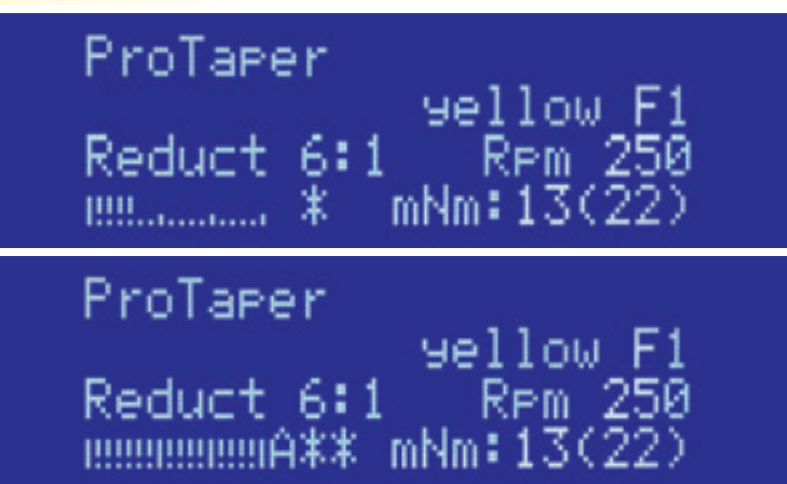 ProTaper
yellow F1
Reduct 6:1 Rpm 250
* mNm:13(22)
ProTaper
yellow F1
Reduct 6:1 Rpm 250
A** mNm:13(22)